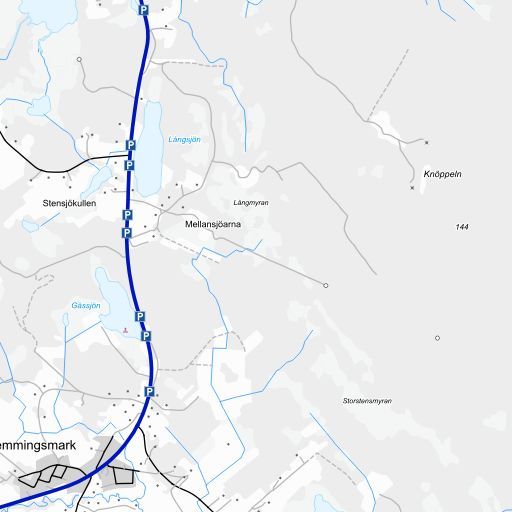 P
Långsjön
P
P
Knöppeln
Stensjökullen
Långmyran
P
Mellansjöarna
144
P
Gässjön
P
P
P
Storstensmyran
emmingsmark